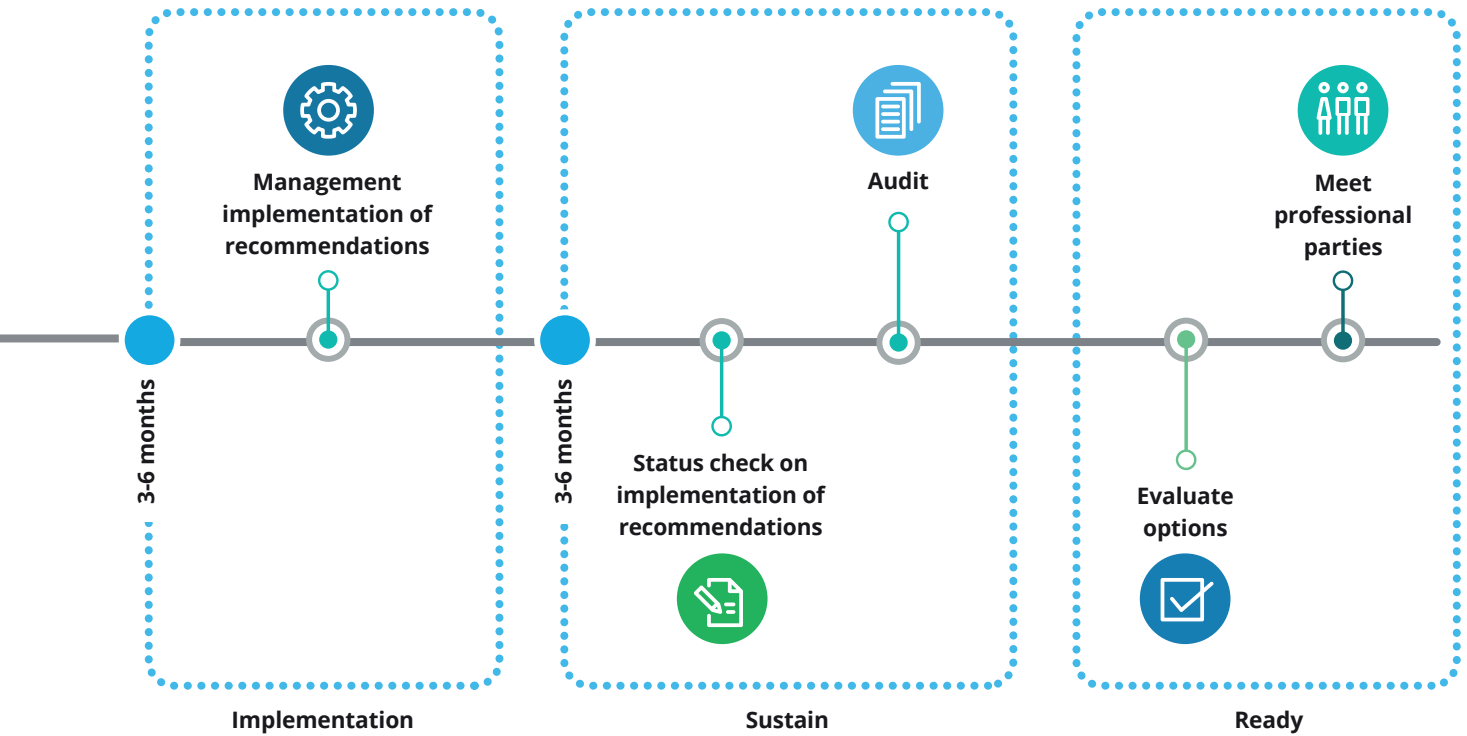 3-6 months
Management
implementation of
recommendations
Implementation
3-6 months
Status check on
implementation of
recommendations
Audit
Sustain
Evaluate
options
Meet
professional
parties
Ready